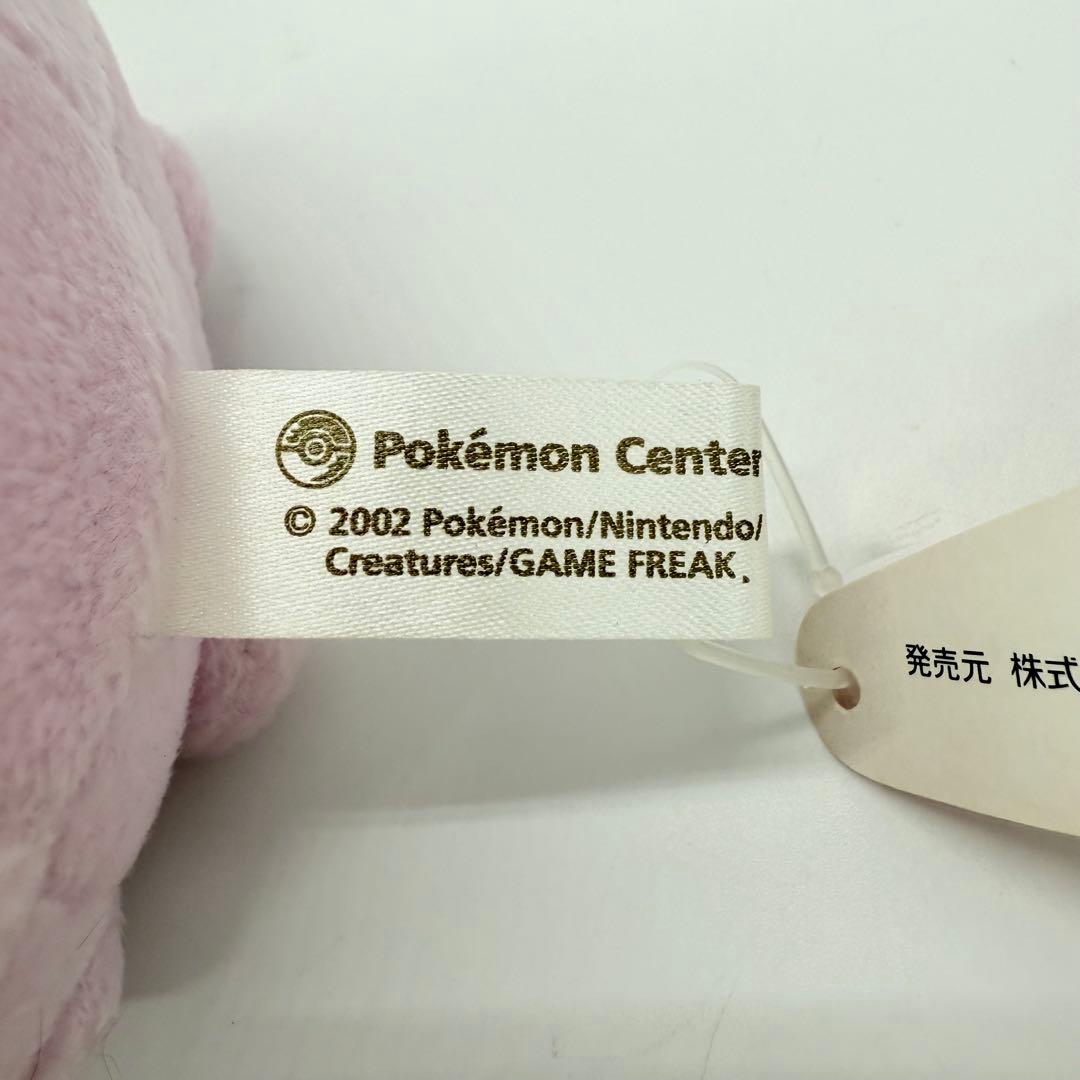 Pokémon Center
© 2002 Pokémon/Nintendo/
Creatures/GAME FREAK.
発売元 株式